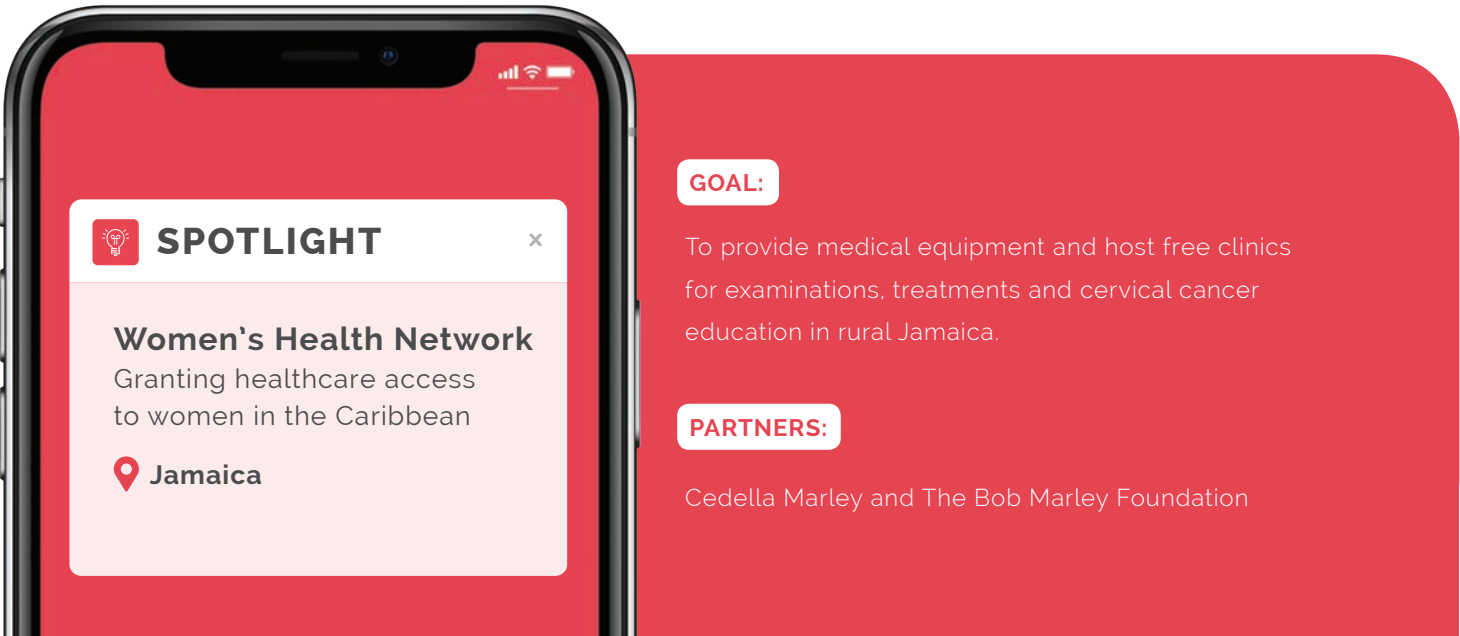 SPOTLIGHT
×
Women's Health Network
Granting healthcare access
to women in the Caribbean
Jamaica
GOAL:
To provide medical equipment and host free clinics
for examinations, treatments and cervical cancer
education in rural Jamaica.
PARTNERS:
Cedella Marley and The Bob Marley Foundation